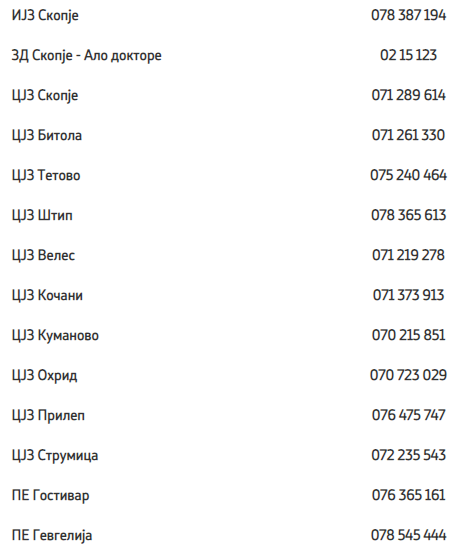 ИЈЗ Скопје 078 387 194
ЗД Скопје - Ало докторе 02 15 123
ЦЈЗ Скопје 071 289 614
ЦЈЗ Битола 071 261 330
ЦЈЗ Тетово 075 240 464
ЦЈЗ Штип 078 365 613
ЦЈЗ Велес 071 219 278
ЦЈЗ Кочани 071 373 913
ЦЈЗ Куманово 070 215 851
ЦЈЗ Охрид 070 723 029
ЦЈЗ Прилеп 076 475 747
ЦЈЗ Струмица 072 235 543
ПЕ Гостивар 076 365 161
ПЕ Гевгелија 078 545 444